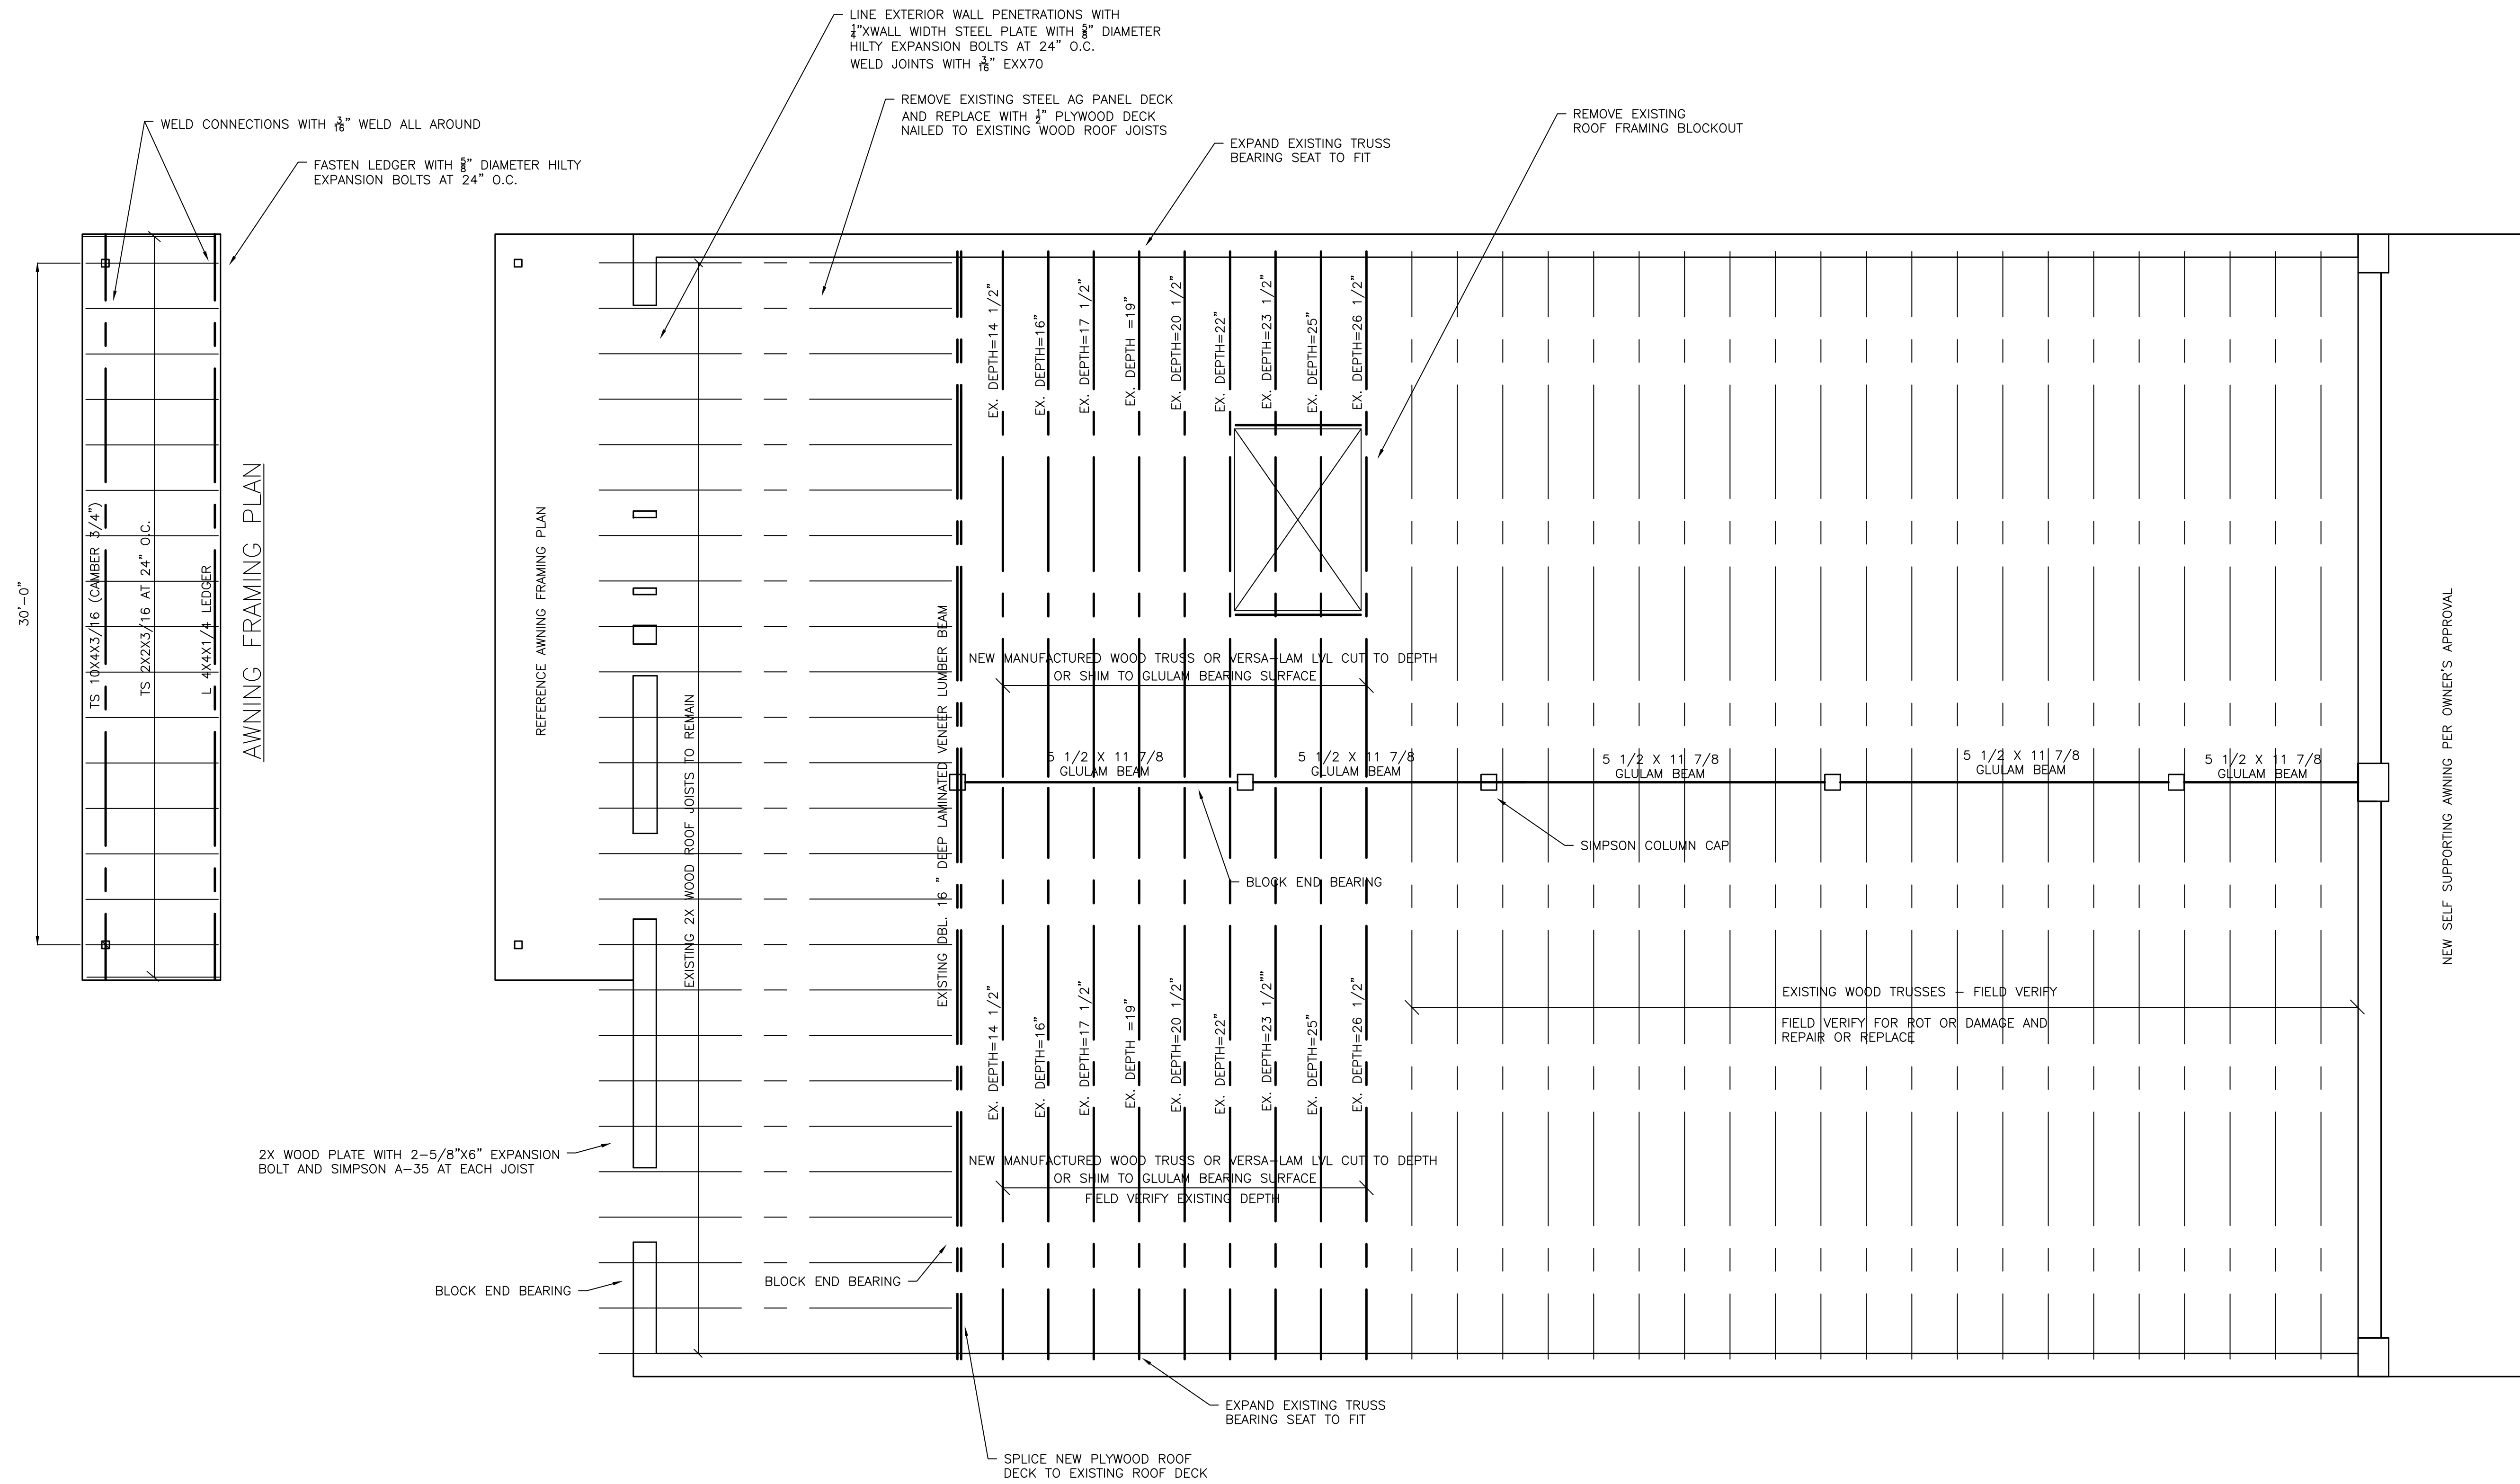 LINE EXTERIOR WALL PENETRATIONS WITH
1/4"XWALL WIDTH STEEL PLATE WITH 5/8" DIAMETER
HILTY EXPANSION BOLTS AT 24" O.C.
WELD JOINTS WITH 3/16" EXX70
REMOVE EXISTING STEEL AG PANEL DECK
AND REPLACE WITH 1/2" PLYWOOD DECK
NAILED TO EXISTING WOOD ROOF JOISTS
REMOVE EXISTING
ROOF FRAMING BLOCKOUT
EXPAND EXISTING TRUSS
BEARING SEAT TO FIT
WELD CONNECTIONS WITH 3/16" WELD ALL AROUND
FASTEN LEDGER WITH 5/8" DIAMETER HILTY
EXPANSION BOLTS AT 24" O.C.
30'-0"
TS 10X4X3/16 (CAMBER 3/4")
TS 2X2X3/16 AT 24" O.C.
L 4X4X1/4 LEDGER
AWNING FRAMING PLAN
REFERENCE AWNING FRAMING PLAN
EXISTING 2X WOOD ROOF JOISTS TO REMAIN
EXISTING DBL. 16 " DEEP LAMINATED VENEER LUMBER BEAM
EX. DEPTH=14 1/2"
EX. DEPTH=16"
EX. DEPTH=17 1/2"
EX. DEPTH =19"
EX. DEPTH=20 1/2"
EX. DEPTH=22"
EX. DEPTH=23 1/2"
EX. DEPTH=25"
EX. DEPTH=26 1/2"
NEW MANUFACTURED WOOD TRUSS OR VERSA-LAM LVL CUT TO DEPTH
OR SHIM TO GLULAM BEARING SURFACE
5 1/2 X 11 7/8
GLULAM BEAM
5 1/2 X 11 7/8
GLULAM BEAM
5 1/2 X 11 7/8
GLULAM BEAM
5 1/2 X 11 7/8
GLULAM BEAM
5 1/2 X 11 7/8
GLULAM BEAM
SIMPSON COLUMN CAP
BLOCK END BEARING
NEW SELF SUPPORTING AWNING PER OWNER'S APPROVAL
EXISTING WOOD TRUSSES - FIELD VERIFY
FIELD VERIFY FOR ROT OR DAMAGE AND
REPAIR OR REPLACE
EX. DEPTH=14 1/2"
EX. DEPTH=16"
EX. DEPTH=17 1/2"
EX. DEPTH =19"
EX. DEPTH=20 1/2"
EX. DEPTH=22"
EX. DEPTH=23 1/2""
EX. DEPTH=25"
EX. DEPTH=26 1/2"
NEW MANUFACTURED WOOD TRUSS OR VERSA-LAM LVL CUT TO DEPTH
OR SHIM TO GLULAM BEARING SURFACE
FIELD VERIFY EXISTING DEPTH
2X WOOD PLATE WITH 2-5/8"X6" EXPANSION
BOLT AND SIMPSON A-35 AT EACH JOIST
BLOCK END BEARING
BLOCK END BEARING
EXPAND EXISTING TRUSS
BEARING SEAT TO FIT
SPLICE NEW PLYWOOD ROOF
DECK TO EXISTING ROOF DECK